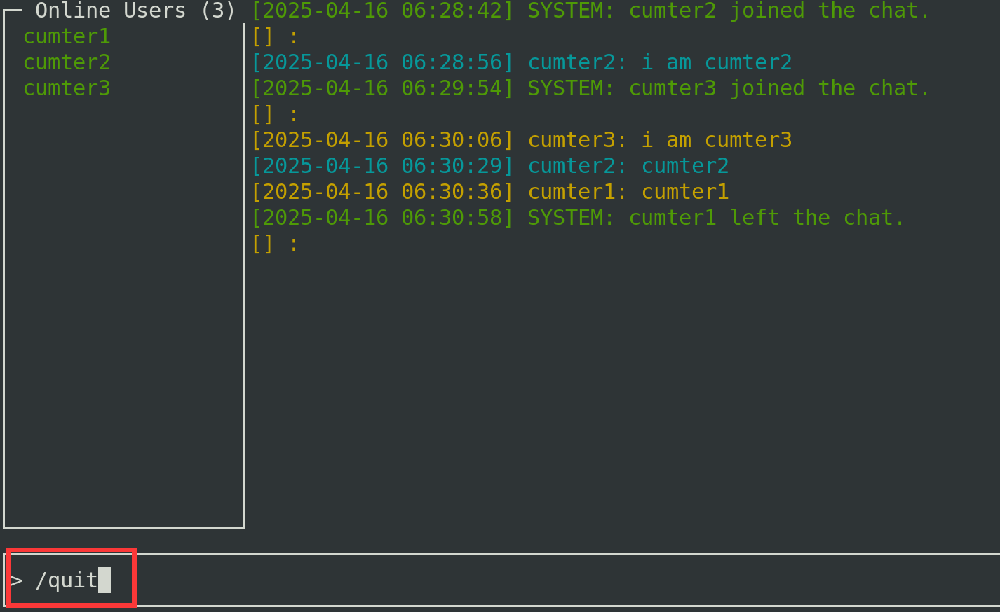 Online Users (3)
cumter1
cumter2
cumter3
[2025-04-16 06:28:42] SYSTEM: cumter2 joined the chat.
[] :
[2025-04-16 06:28:56] cumter2: i am cumter2
[2025-04-16 06:29:54] SYSTEM: cumter3 joined the chat.
[] :
[2025-04-16 06:30:06] cumter3: i am cumter3
[2025-04-16 06:30:29] cumter2: cumter2
[2025-04-16 06:30:36] cumter1: cumter1
[2025-04-16 06:30:58] SYSTEM: cumter1 left the chat.
[] :
> /quit